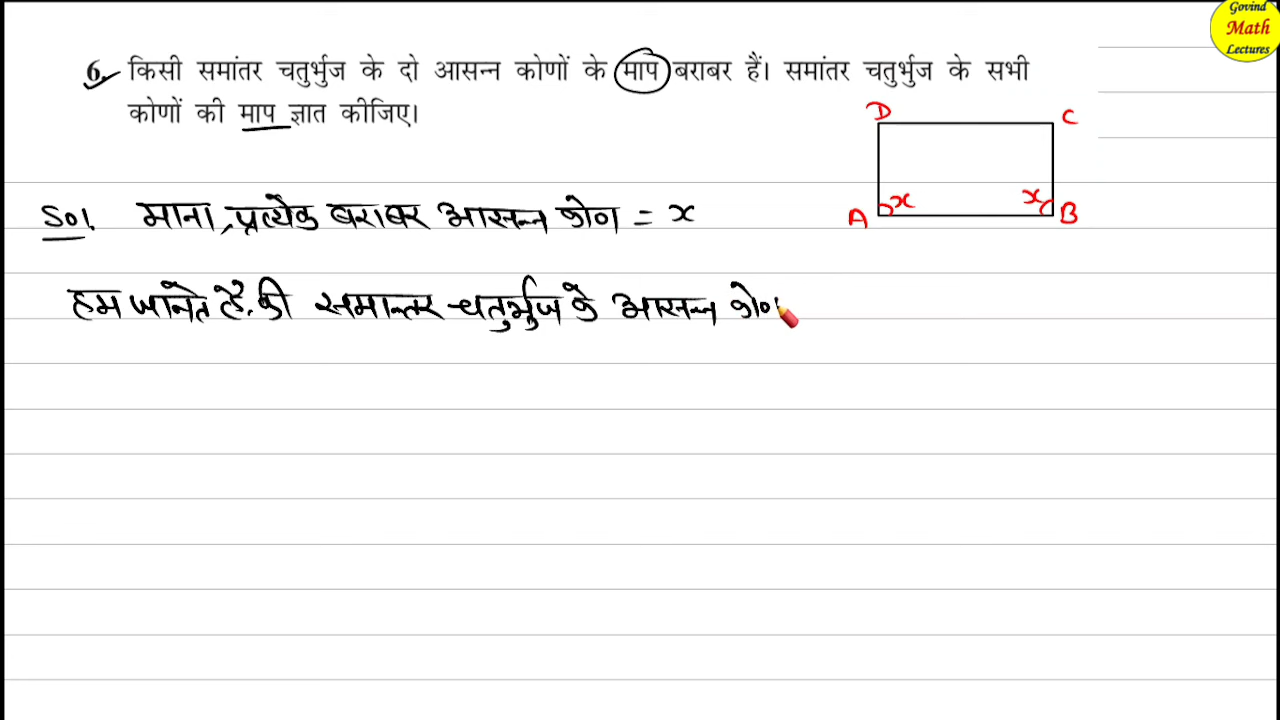 Govind
Math
Lectures
6. किसी समांतर चतुर्भुज के दो आसन्न कोणों के माप बराबर हैं। समांतर चतुर्भुज के सभी
कोणों की माप ज्ञात कीजिए।
D C
x x
A B
Sol. माना, प्रत्येक बराबर आसन्न कोण = x
हम जानते है. की समान्तर चतुर्भुज के आसन्न कोण